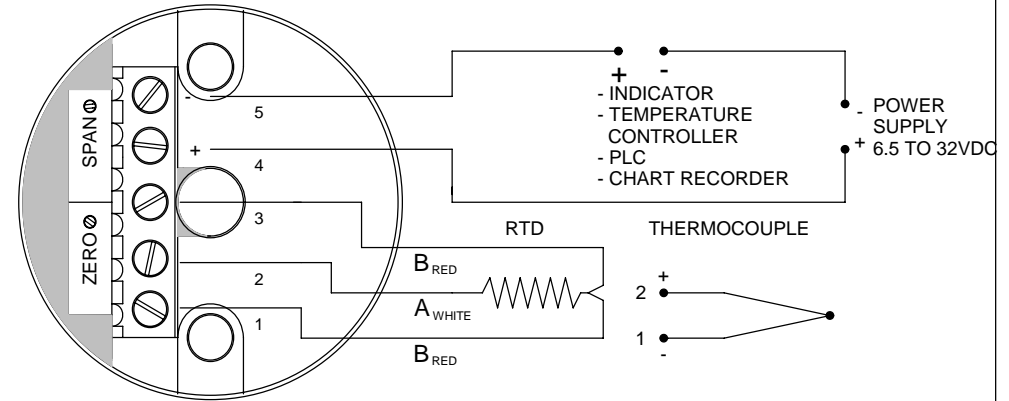 SPAN
ZERO
-
5
+
4
3
2
1
+ -
- INDICATOR
- TEMPERATURE
CONTROLLER
- PLC
- CHART RECORDER
- POWER
SUPPLY
+ 6.5 TO 32VDC
RTD
THERMOCOUPLE
B RED
A WHITE
B RED
+
2
1
-